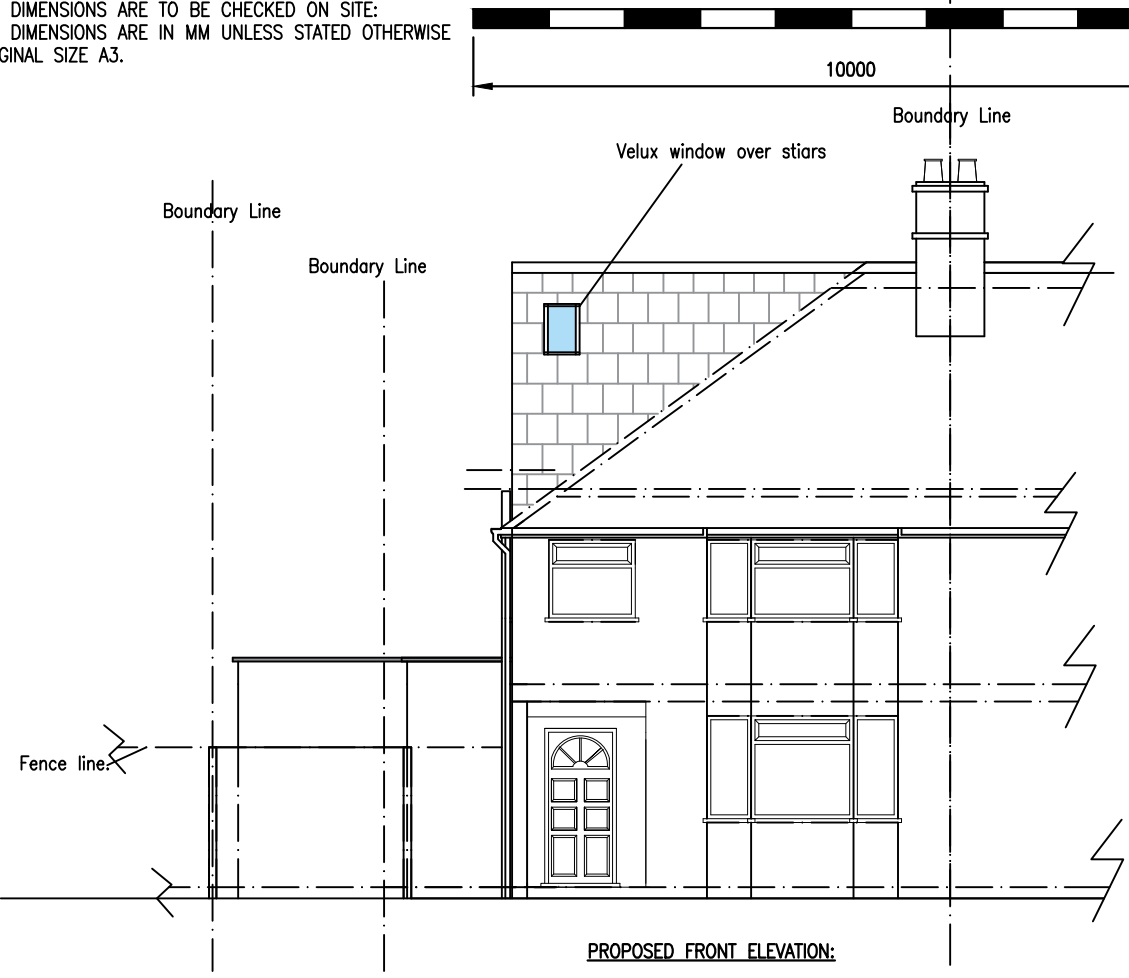 DIMENSIONS ARE TO BE CHECKED ON SITE:
DIMENSIONS ARE IN MM UNLESS STATED OTHERWISE
SIZE A3.
10000
Boundary Line
Velux window over stiars
Boundary Line
Boundary Line
Fence line.
PROPOSED FRONT ELEVATION: